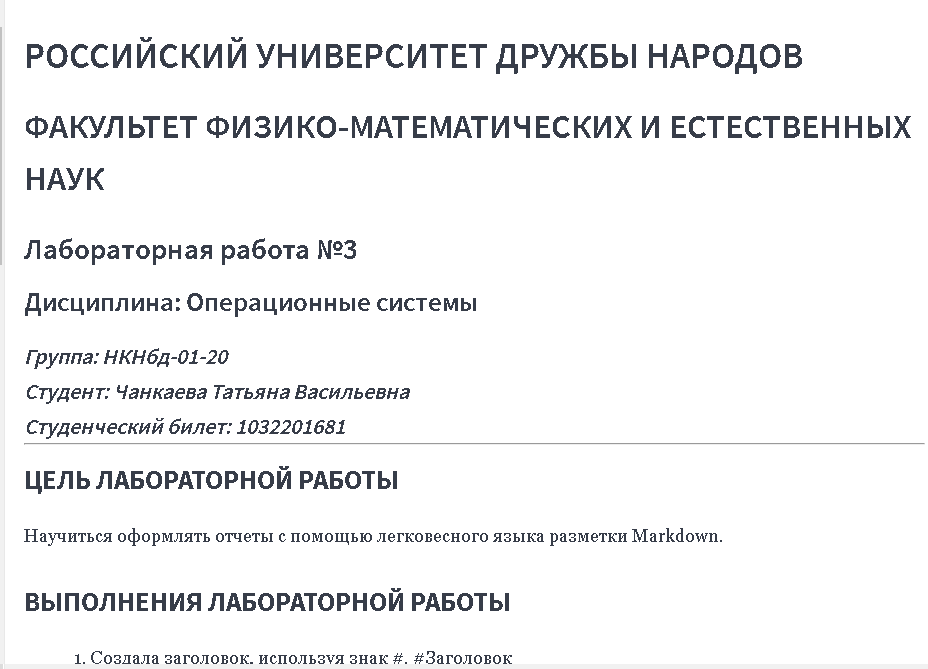 РОССИЙСКИЙ УНИВЕРСИТЕТ ДРУЖБЫ НАРОДОВ
ФАКУЛЬТЕТ ФИЗИКО-МАТЕМАТИЧЕСКИХ И ЕСТЕСТВЕННЫХ
НАУК
Лабораторная работа №3
Дисциплина: Операционные системы
Группа: НКНбд-01-20
Студент: Чанкаева Татьяна Васильевна
Студенческий билет: 1032201681
ЦЕЛЬ ЛАБОРАТОРНОЙ РАБОТЫ
Научиться оформлять отчеты с помощью легковесного языка разметки Markdown.
ВЫПОЛНЕНИЯ ЛАБОРАТОРНОЙ РАБОТЫ
1. Создала заголовок, используя знак #. #Заголовок